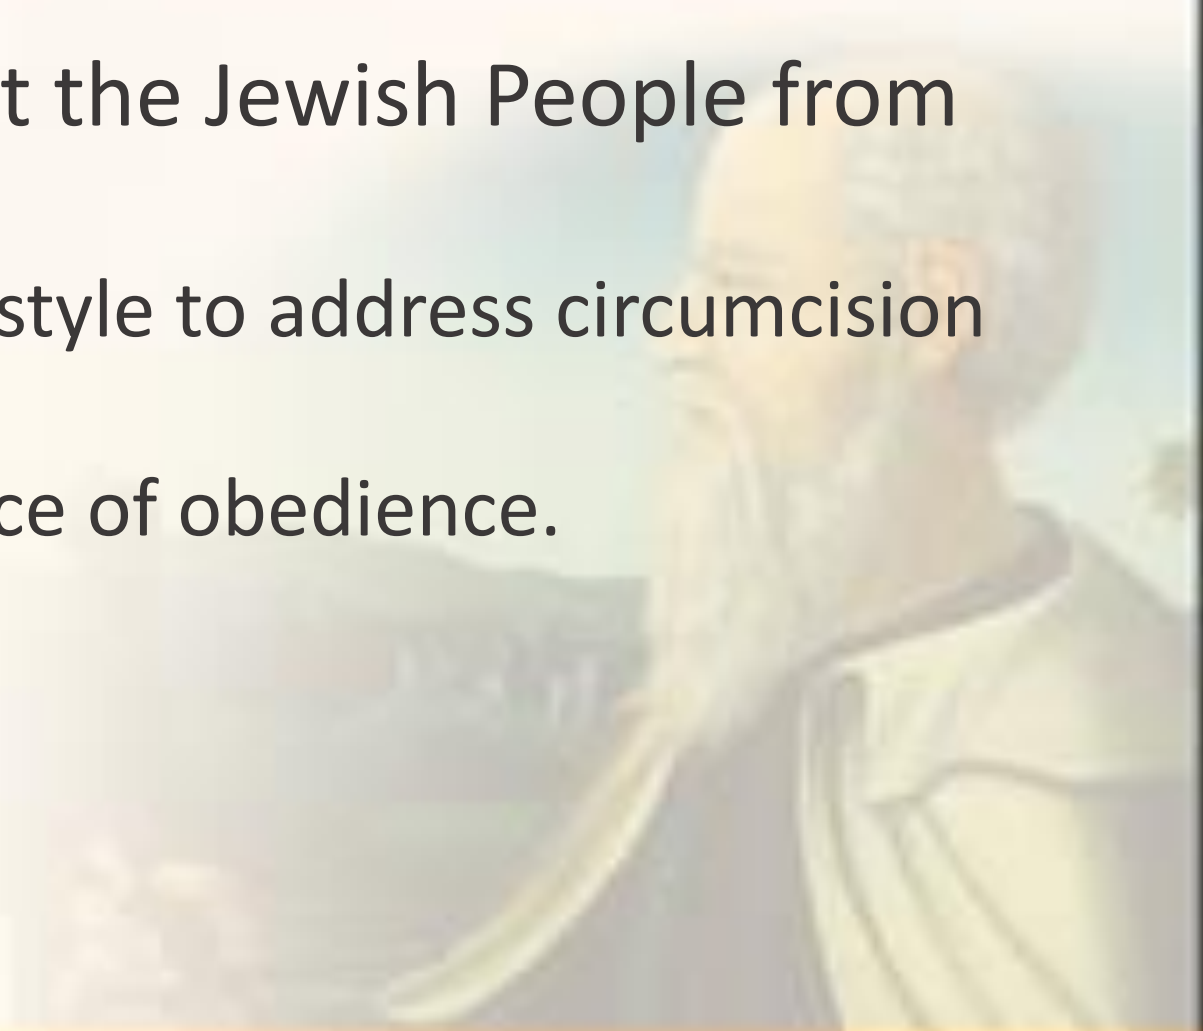 t the Jewish People from
style to address circumcision
ce of obedience.